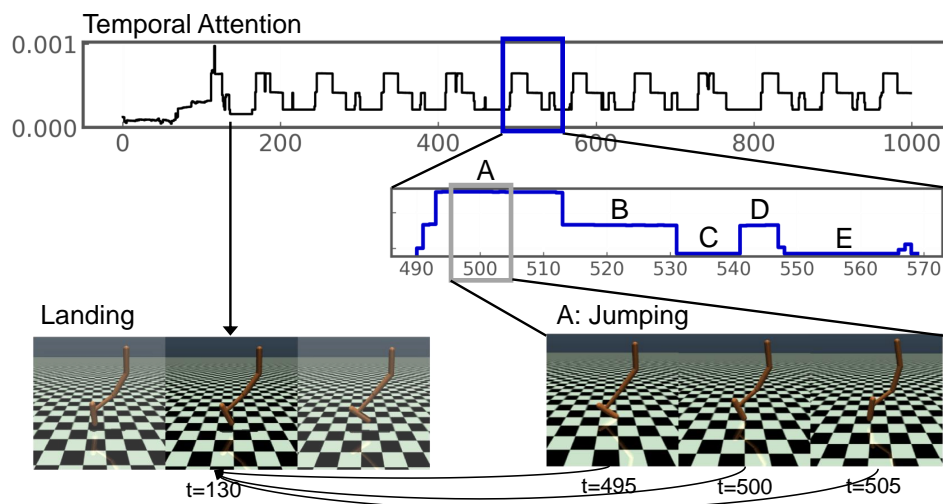 Temporal Attention
0.001
0.000
0 200 400 600 800 1000
A
B
D
C
E
490 500 510 520 530 540 550 560 570
Landing
A: Jumping
t=130
t=495
t=500
t=505